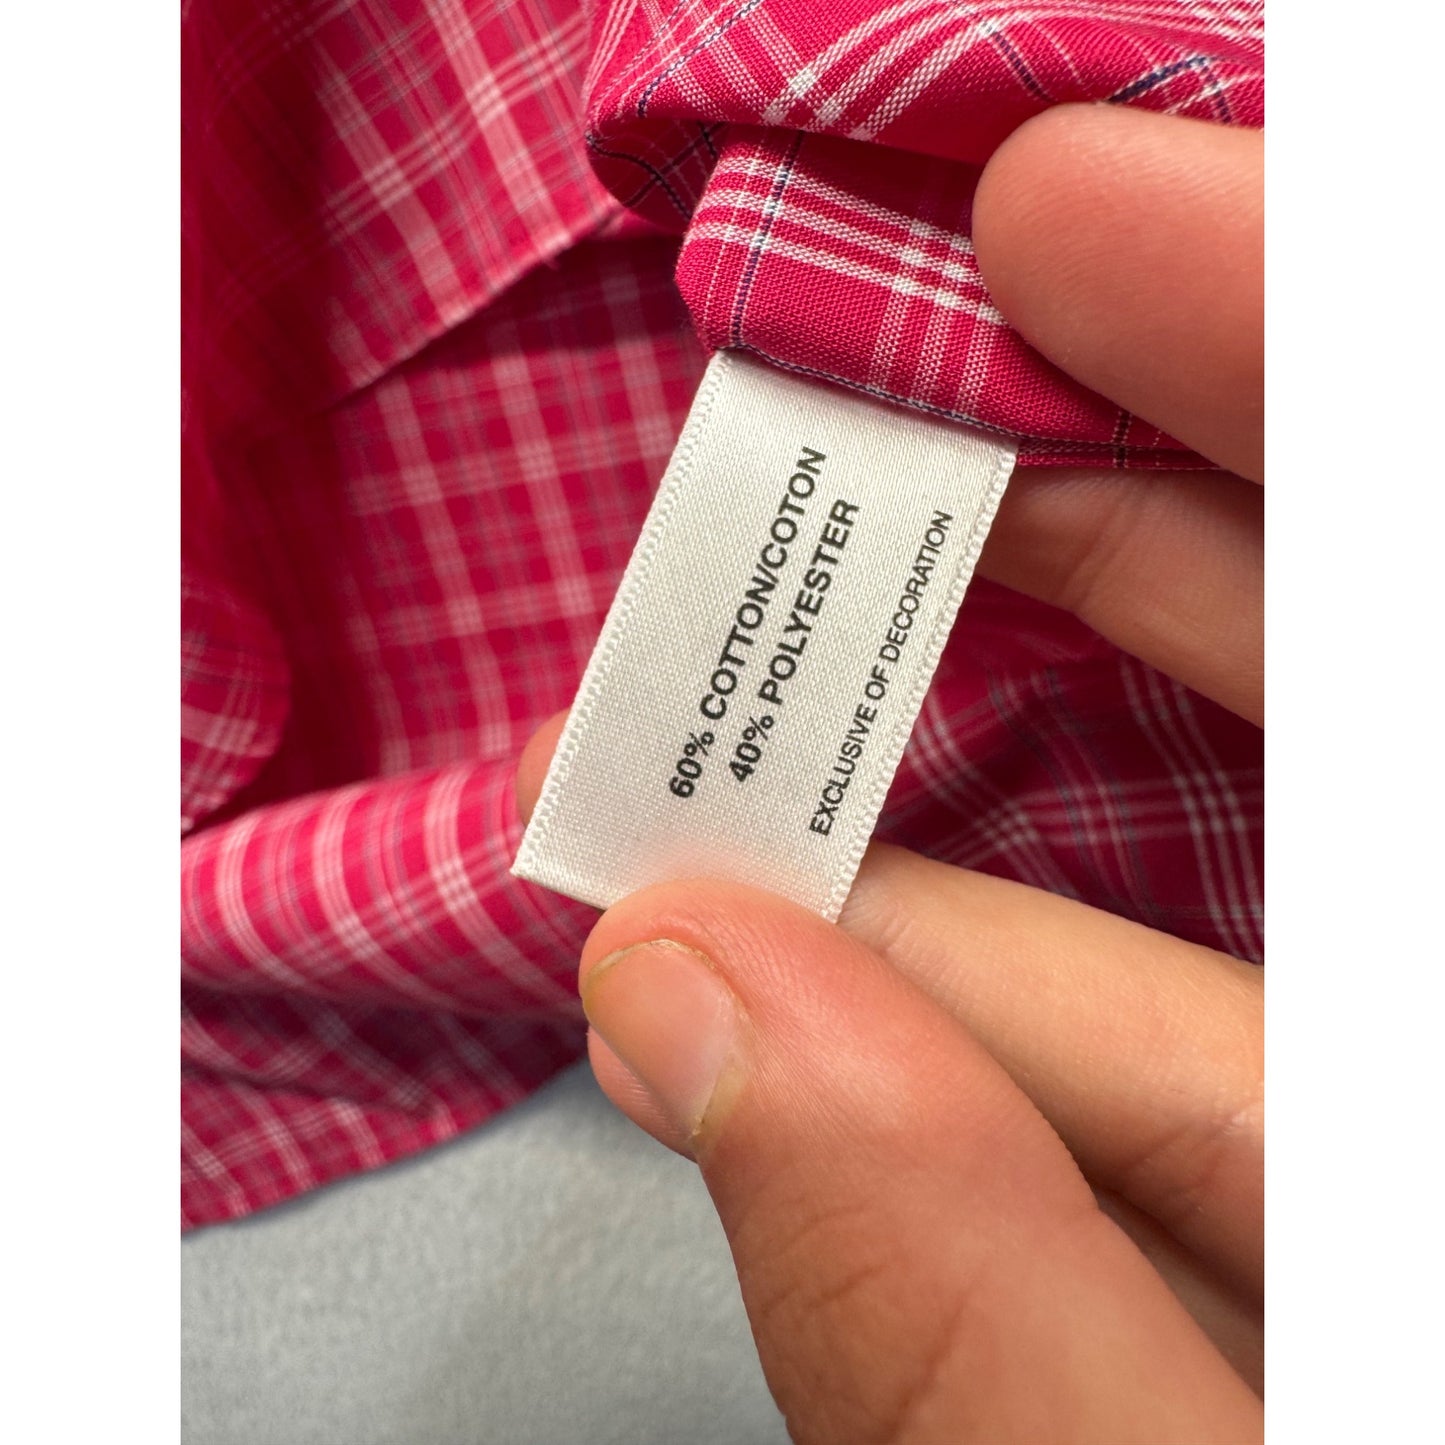 60% COTTON/COTON
40% POLYESTER
EXCLUSIVE OF DECORATION